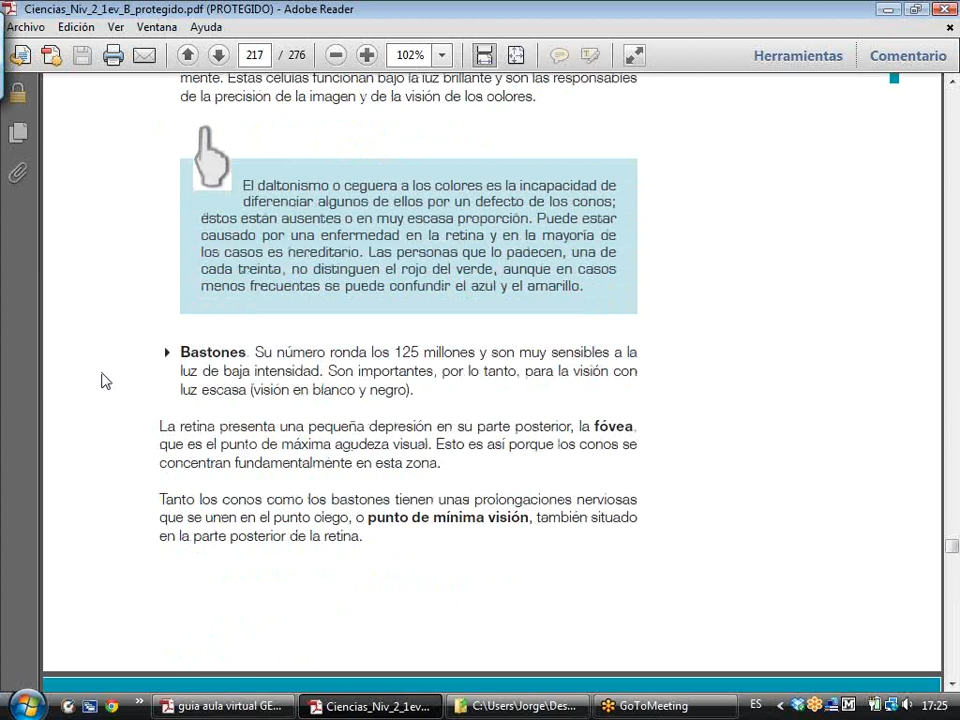 Ciencias_Niv_2_1ev_B_protegido.pdf (PROTEGIDO) - Adobe Reader
Archivo Edición Ver Ventana Ayuda
217 / 276 102% Herramientas Comentario
mente. Estas células funcionan bajo la luz brillante y son las responsables
de la precision de la imagen y de la visión de los colores.
El daltonismo o ceguera a los colores es la incapacidad de
diferenciar algunos de ellos por un defecto de los conos;
éstos están ausentes o en muy escasa proporción. Puede estar
causado por una enfermedad en la retina y en la mayoría de
los casos es hereditario. Las personas que lo padecen, una de
cada treinta, no distinguen el rojo del verde, aunque en casos
menos frecuentes se puede confundir el azul y el amarillo.
Bastones. Su número ronda los 125 millones y son muy sensibles a la
luz de baja intensidad. Son importantes, por lo tanto, para la visión con
luz escasa (visión en blanco y negro).
La retina presenta una pequeña depresión en su parte posterior, la fóvea,
que es el punto de máxima agudeza visual. Esto es así porque los conos se
concentran fundamentalmente en esta zona.
Tanto los conos como los bastones tienen unas prolongaciones nerviosas
que se unen en el punto ciego, o punto de mínima visión, también situado
en la parte posterior de la retina.
guía aula virtual GE... Ciencias_Niv_2_1ev... C:\Users\Jorge\Des... GoToMeeting ES 17:25